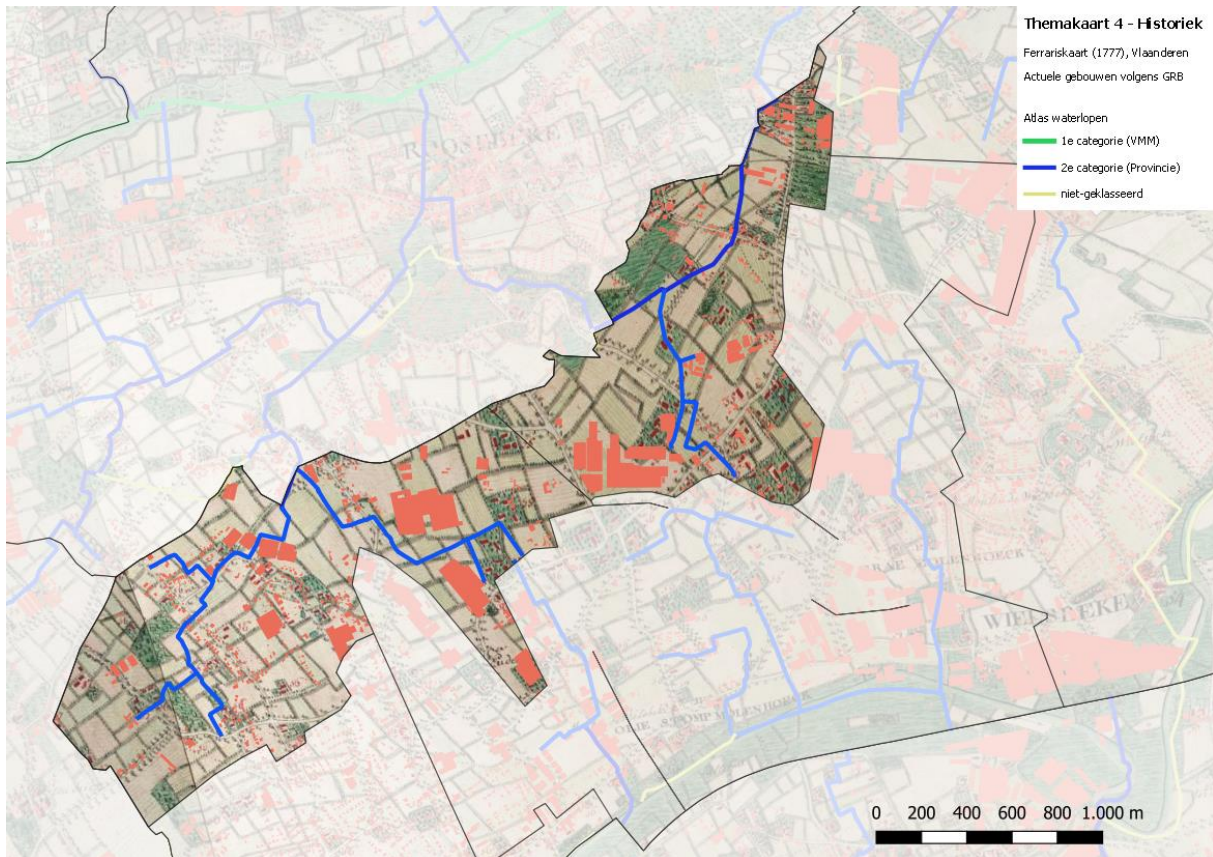 Themakaart 4 - Historiek
Ferrariskaart (1777), Vlaanderen
Actuele gebouwen volgens GRB
Atlas waterlopen
1e categorie (VMM)
2e categorie (Provincie)
niet-geklasseerd
0 200 400 600 800 1.000 m